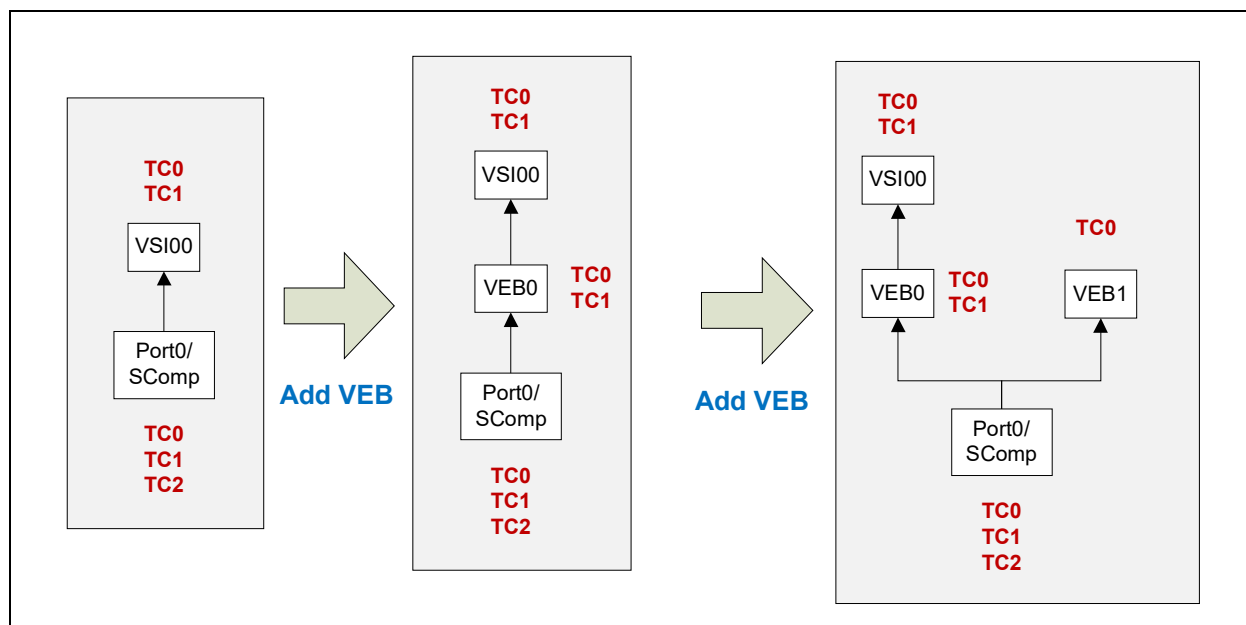 TC0
TC1
VSI00
Port0/
SComp
TC0
TC1
TC2
Add VEB
TC0
TC1
VSI00
VEB0
TC0
TC1
Port0/
SComp
TC0
TC1
TC2
Add VEB
TC0
TC1
VSI00
VEB0
TC0
TC1
TC0
VEB1
Port0/
SComp
TC0
TC1
TC2